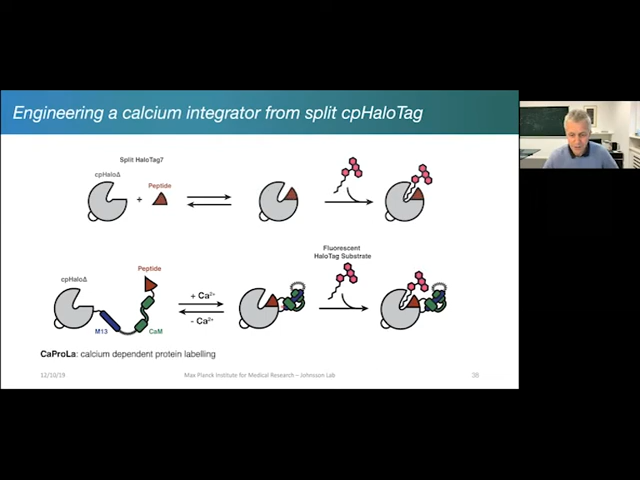 Engineering a calcium integrator from split cpHaloTag
Split HaloTag7
cpHaloΔ
Peptide
+
Fluorescent
HaloTag Substrate
Peptide
cpHaloΔ
+ Ca2+
- Ca2+
M13
CaM
CaProLa: calcium dependent protein labelling
12/10/19
Max Planck Institute for Medical Research – Johnsson Lab
38